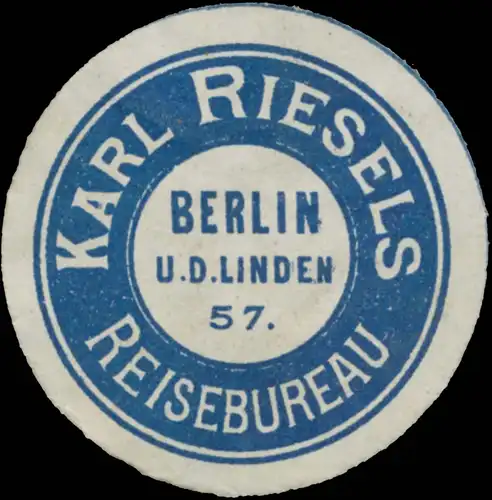 KARL RIESELS
BERLIN
U.D.LINDEN
57.
REISEBUREAU